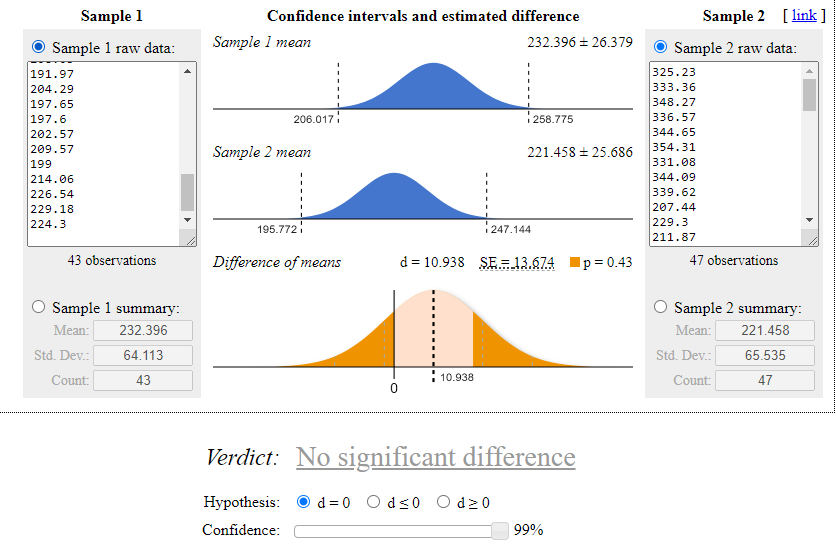 Sample 1
Confidence intervals and estimated difference
Sample 2 [ link ]
Sample 1 raw data:
191.97
204.29
197.65
197.6
202.57
209.57
199
214.06
226.54
229.18
224.3
43 observations
Sample 1 summary:
Mean: 232.396
Std. Dev.: 64.113
Count: 43
Sample 1 mean 232.396 ± 26.379
206.017 258.775
Sample 2 mean 221.458 ± 25.686
195.772 247.144
Difference of means d = 10.938 SE = 13.674 p = 0.43
10.938
0
Sample 2 raw data:
325.23
333.36
348.27
336.57
344.65
354.31
331.08
344.09
339.62
207.44
229.3
211.87
47 observations
Sample 2 summary:
Mean: 221.458
Std. Dev.: 65.535
Count: 47
Verdict: No significant difference
Hypothesis: d = 0 d ≤ 0 d ≥ 0
Confidence: 99%